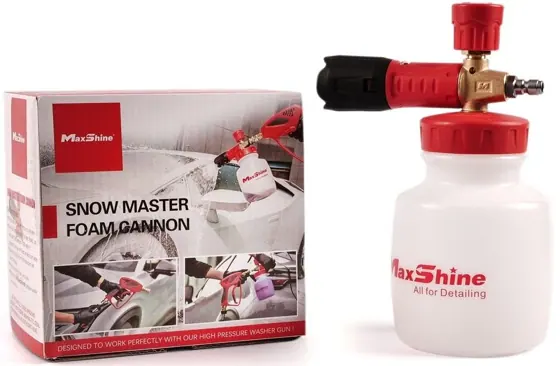 MaxShine
SNOW MASTER
FOAM CANNON
DESIGNED TO WORK PERFECTLY WITH OUR HIGH PRESSURE WASHER GUN !
MaxShine
All for Detailing